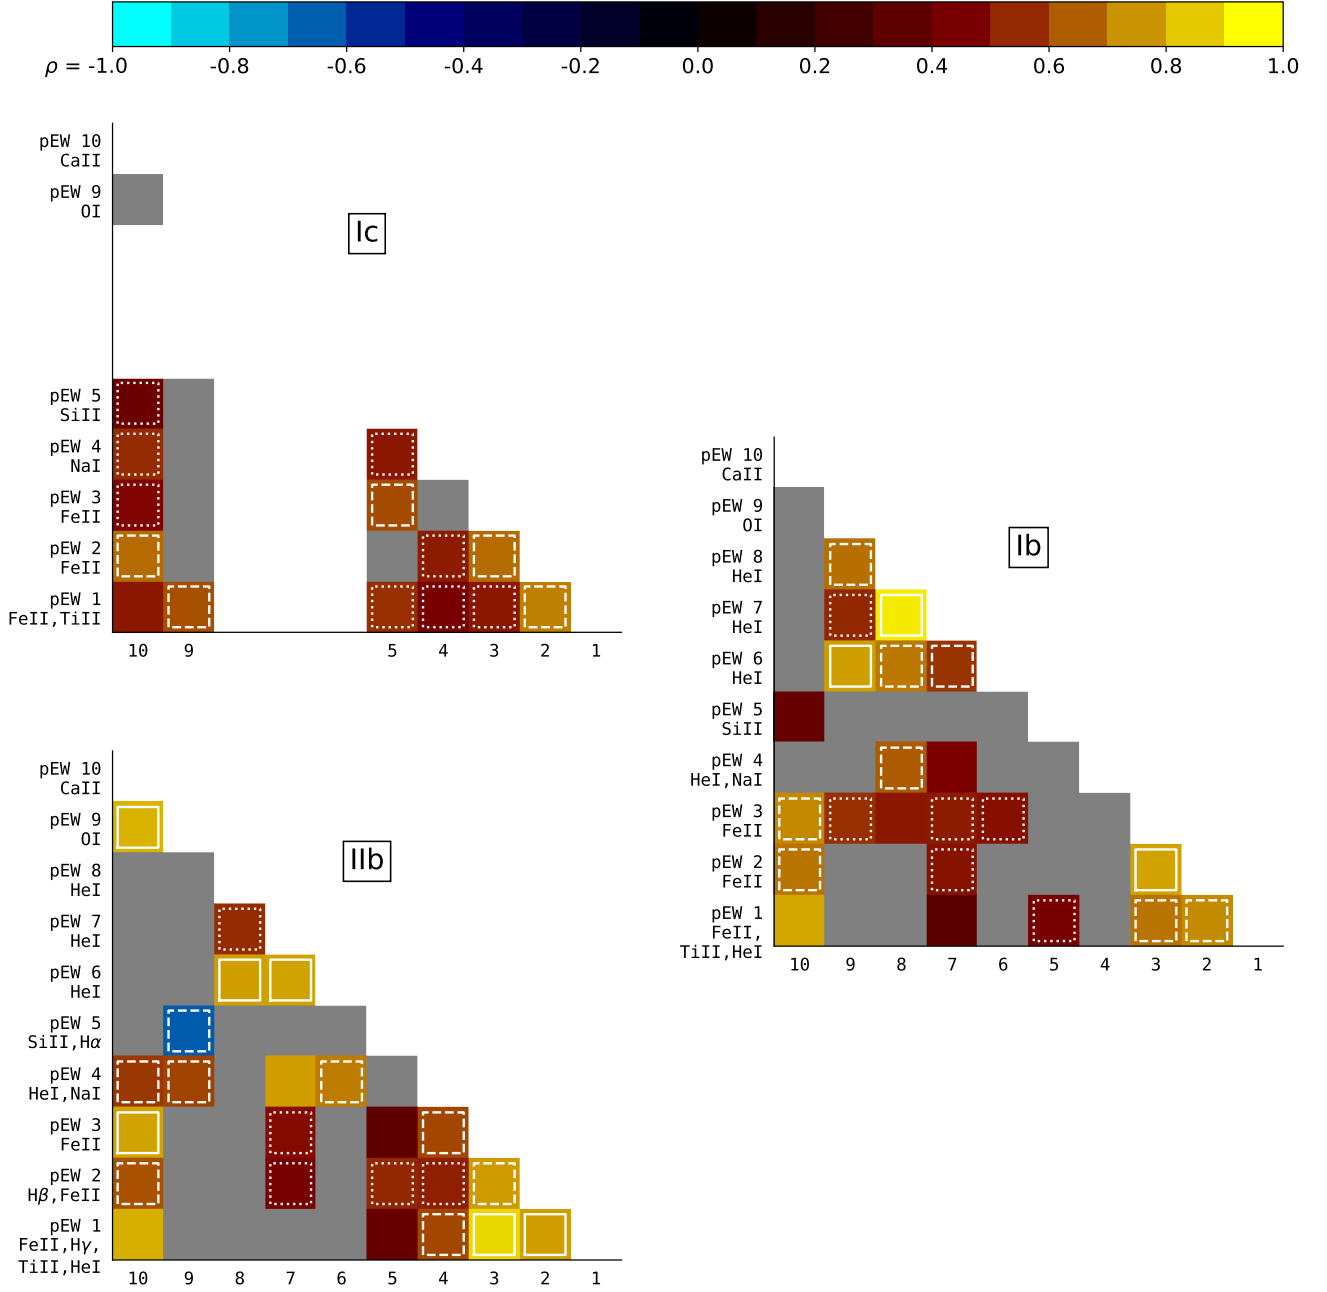 ρ = -1.0 -0.8 -0.6 -0.4 -0.2 0.0 0.2 0.4 0.6 0.8 1.0
Ic
pEW 10
CaII
pEW 9
OI
pEW 5
SiII
pEW 4
NaI
pEW 3
FeII
pEW 2
FeII
pEW 1
FeII,TiII
10 9 5 4 3 2 1
Ib
pEW 10
CaII
pEW 9
OI
pEW 8
HeI
pEW 7
HeI
pEW 6
HeI
pEW 5
SiII
pEW 4
HeI,NaI
pEW 3
FeII
pEW 2
FeII
pEW 1
FeII,
TiII,HeI
10 9 8 7 6 5 4 3 2 1
IIb
pEW 10
CaII
pEW 9
OI
pEW 8
HeI
pEW 7
HeI
pEW 6
HeI
pEW 5
SiII,Hα
pEW 4
HeI,NaI
pEW 3
FeII
pEW 2
Hβ,FeII
pEW 1
FeII,Hγ,
TiII,HeI
10 9 8 7 6 5 4 3 2 1